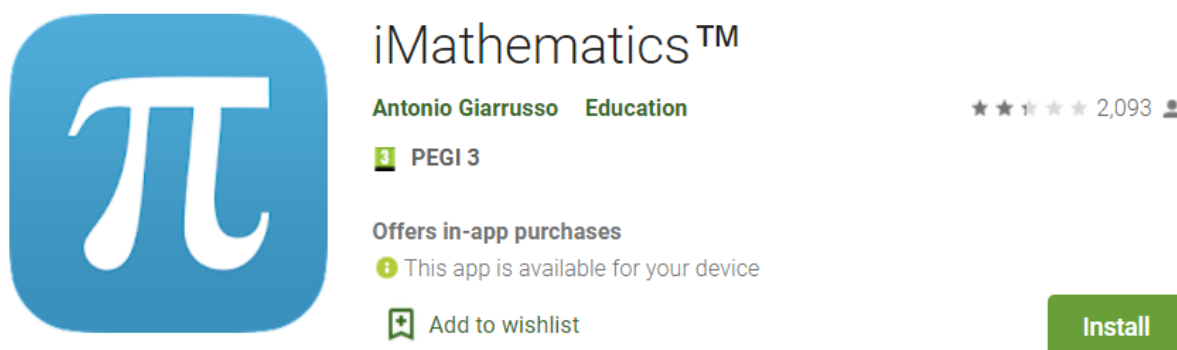 π
iMathematics™
Antonio Giarrusso Education 2,093
3 PEGI 3
Offers in-app purchases
This app is available for your device
Add to wishlist
Install